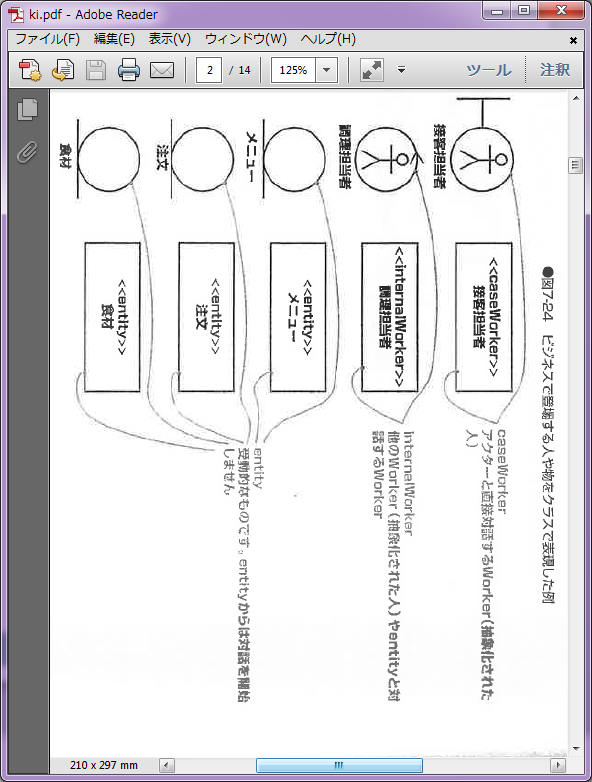 ki.pdf - Adobe Reader
ファイル(F) 編集(E) 表示(V) ウィンドウ(W) ヘルプ(H)
2 / 14 125% ツール 注釈
●図7-24 ビジネスで登場する人や物をクラスで表現した例
接客担当者
<<caseWorker>>
接客担当者
caseWorker
アクターと直接対話するWorker（抽象化された
人）
調理担当者
<<internalWorker>>
調理担当者
internalWorker
他のWorker（抽象化された人）やentityと対
話するWorker
メニュー
<<entity>>
メニュー
注文
<<entity>>
注文
食材
<<entity>>
食材
entity
受動的なものです。entityからは対話を開始
しません
210 x 297 mm